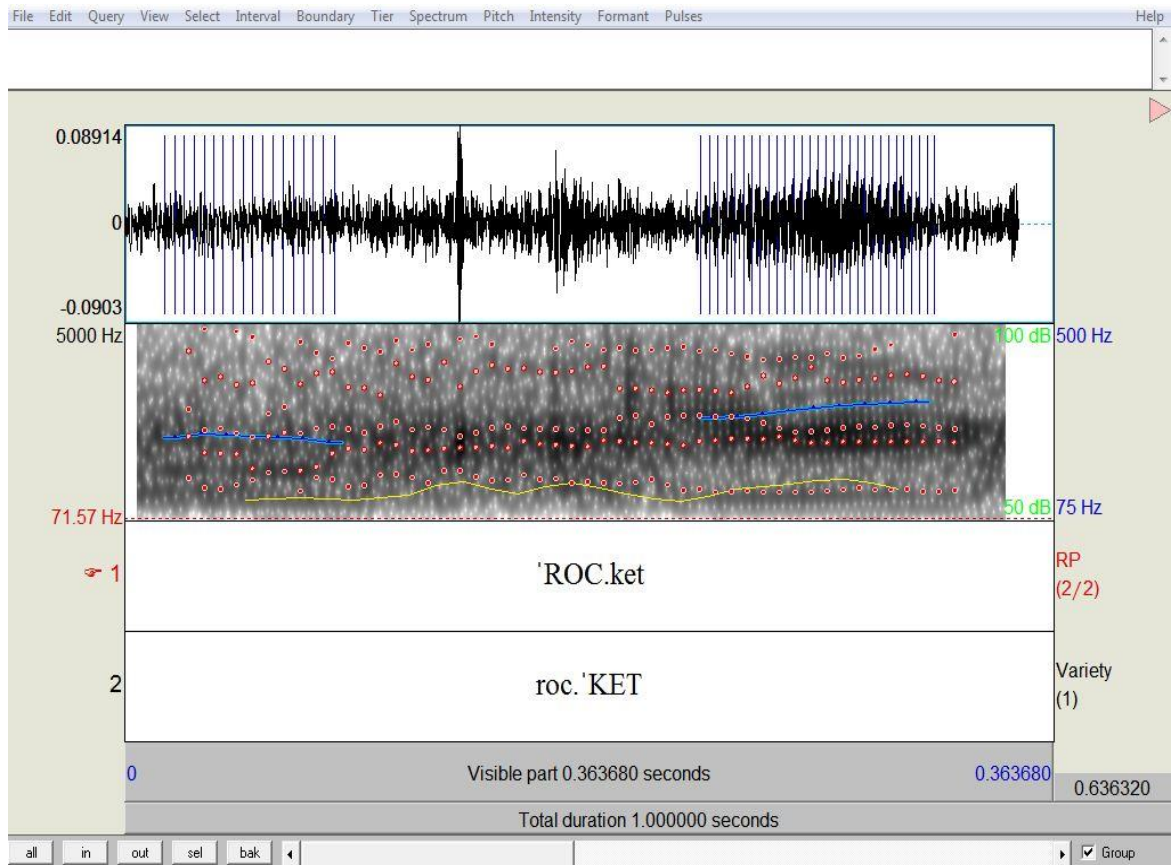 File Edit Query View Select Interval Boundary Tier Spectrum Pitch Intensity Formant Pulses Help
0.08914
0
-0.0903
5000 Hz 100 dB 500 Hz
71.57 Hz 50 dB 75 Hz
☞ 1 ˈROC.ket RP
(2/2)
2 roc.ˈKET Variety
(1)
0 Visible part 0.363680 seconds 0.363680 0.636320
Total duration 1.000000 seconds
all in out sel bak Group